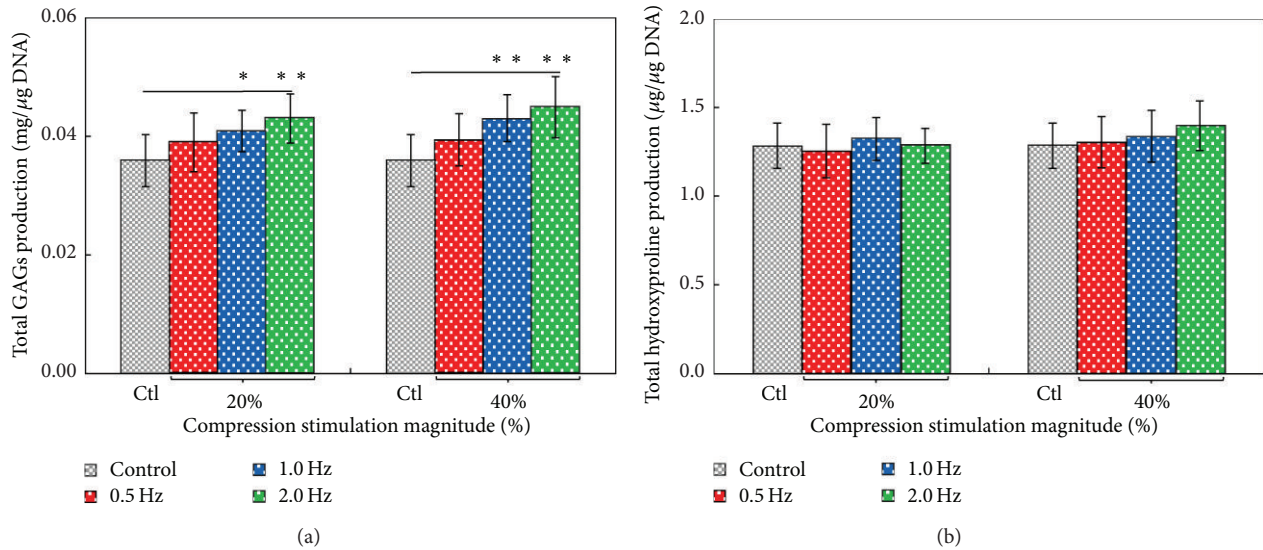 Total GAGs production (mg/μg DNA)
0.06
0.04
0.02
0.00
* * *
* * * *
Ctl
20%
Ctl
40%
Compression stimulation magnitude (%)
Control
1.0 Hz
0.5 Hz
2.0 Hz
(a)
Total hydroxyproline production (μg/μg DNA)
2.0
1.5
1.0
0.5
0.0
Ctl
20%
Ctl
40%
Compression stimulation magnitude (%)
Control
1.0 Hz
0.5 Hz
2.0 Hz
(b)